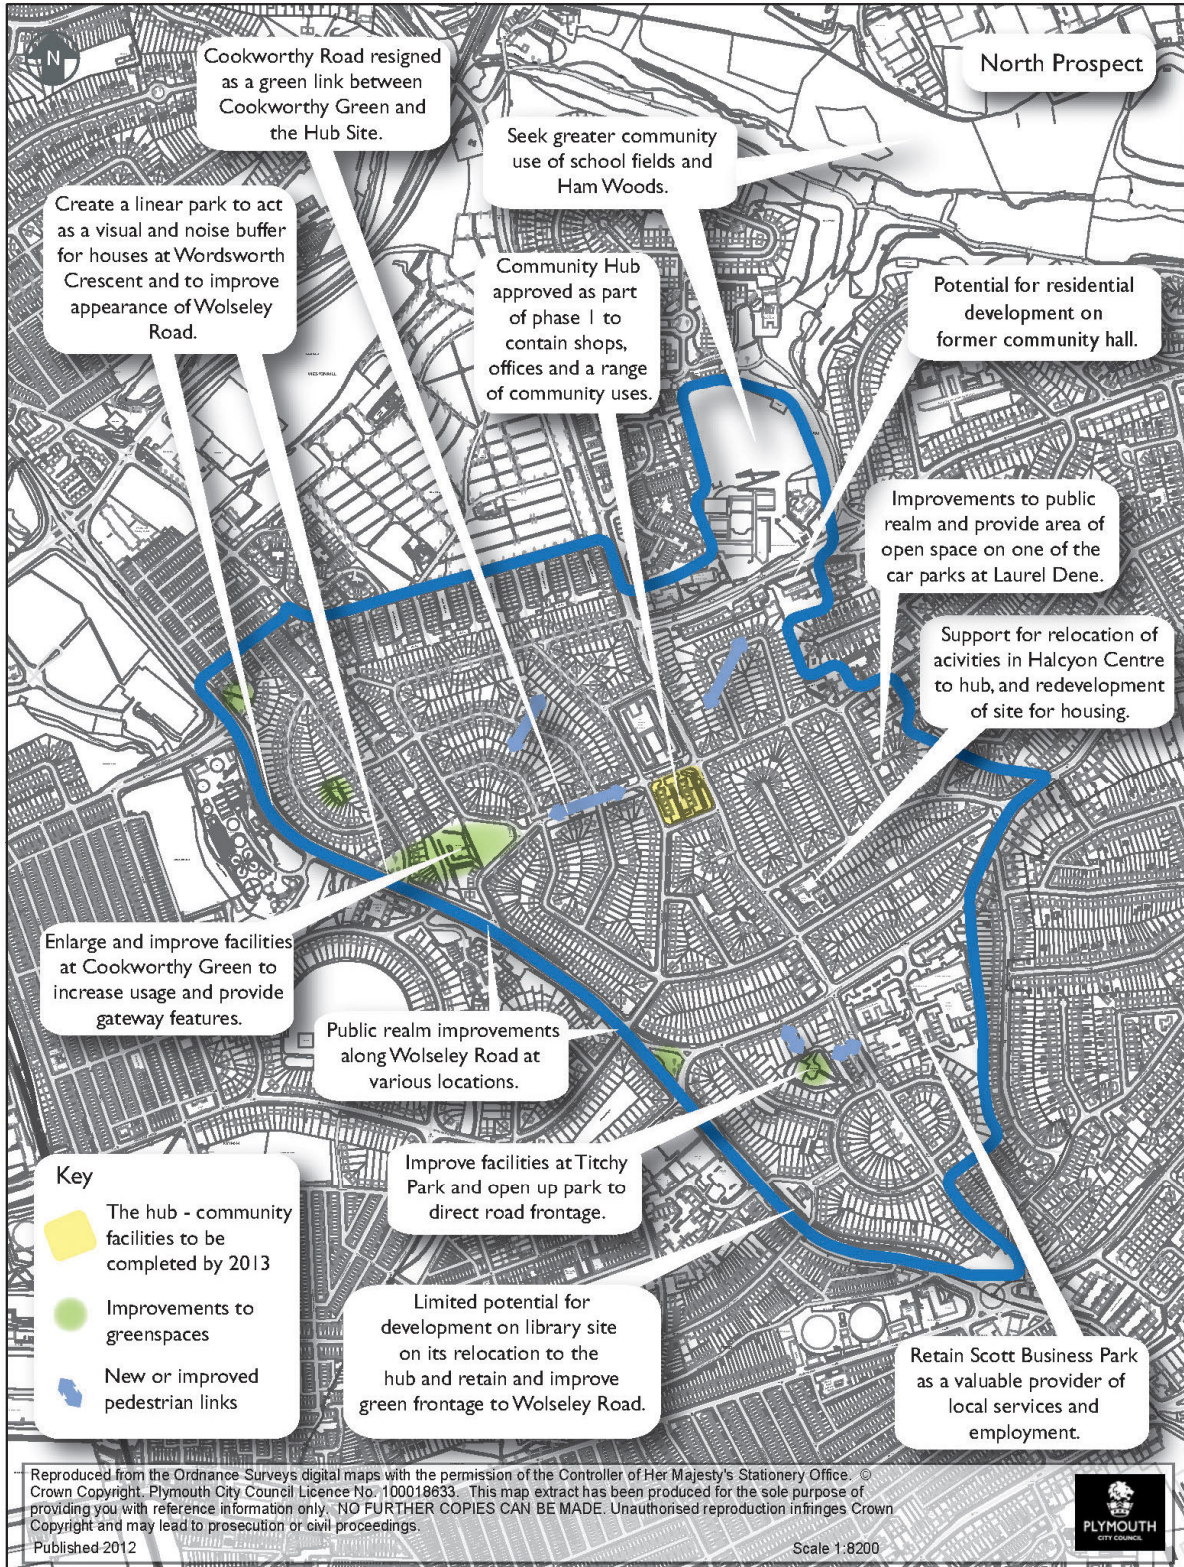 N
North Prospect
Cookworthy Road resigned
as a green link between
Cookworthy Green and
the Hub Site.
Seek greater community
use of school fields and
Ham Woods.
Create a linear park to act
as a visual and noise buffer
for houses at Wordsworth
Crescent and to improve
appearance of Wolseley
Road.
Community Hub
approved as part
of phase 1 to
contain shops,
offices and a range
of community uses.
Potential for residential
development on
former community hall.
Improvements to public
realm and provide area of
open space on one of the
car parks at Laurel Dene.
Support for relocation of
acivities in Halcyon Centre
to hub, and redevelopment
of site for housing.
Enlarge and improve facilities
at Cookworthy Green to
increase usage and provide
gateway features.
Public realm improvements
along Wolseley Road at
various locations.
Improve facilities at Titchy
Park and open up park to
direct road frontage.
Limited potential for
development on library site
on its relocation to the
hub and retain and improve
green frontage to Wolseley Road.
Retain Scott Business Park
as a valuable provider of
local services and
employment.
Key
The hub - community
facilities to be
completed by 2013
Improvements to
greenspaces
New or improved
pedestrian links
Reproduced from the Ordnance Surveys digital maps with the permission of the Controller of Her Majesty's Stationery Office. ©
Crown Copyright. Plymouth City Council Licence No. 100018633. This map extract has been produced for the sole purpose of
providing you with reference information only. NO FURTHER COPIES CAN BE MADE. Unauthorised reproduction infringes Crown
Copyright and may lead to prosecution or civil proceedings.
Published 2012
Scale 1:8200
PLYMOUTH
CITY COUNCIL